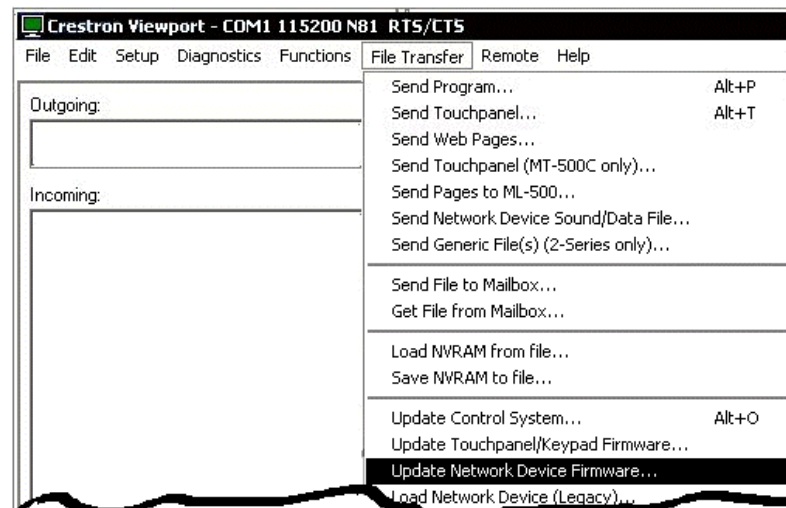 Crestron Viewport - COM1 115200 N81 RTS/CTS
File Edit Setup Diagnostics Functions File Transfer Remote Help
Outgoing:
Incoming:
Send Program... Alt+P
Send Touchpanel... Alt+T
Send Web Pages...
Send Touchpanel (MT-500C only)...
Send Pages to ML-500...
Send Network Device Sound/Data File...
Send Generic File(s) (2-Series only)...
Send File to Mailbox...
Get File from Mailbox...
Load NVRAM from file...
Save NVRAM to file...
Update Control System... Alt+O
Update Touchpanel/Keypad Firmware...
Update Network Device Firmware...
Load Network Device (Legacy)...